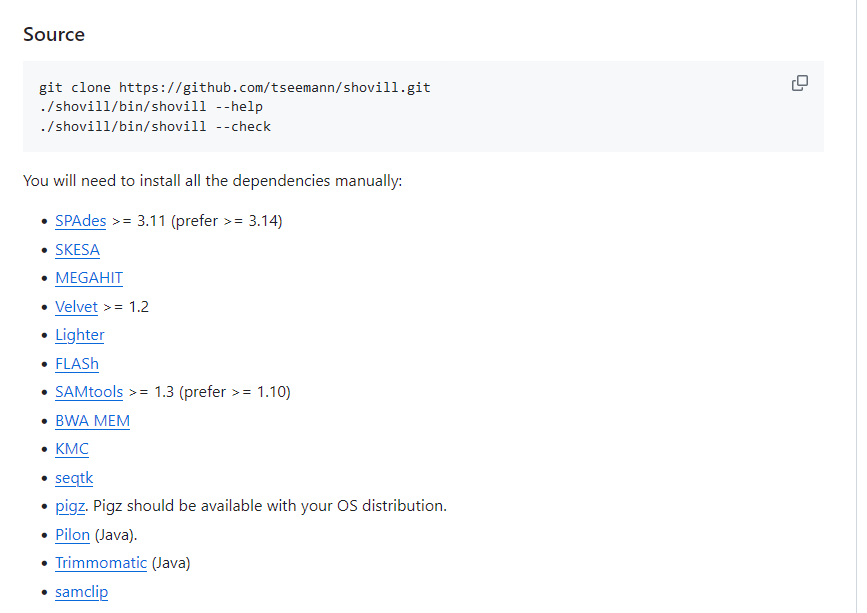 Source
git clone https://github.com/tseemann/shovill.git
./shovill/bin/shovill --help
./shovill/bin/shovill --check
You will need to install all the dependencies manually:
• SPAdes >= 3.11 (prefer >= 3.14)
• SKESA
• MEGAHIT
• Velvet >= 1.2
• Lighter
• FLASh
• SAMtools >= 1.3 (prefer >= 1.10)
• BWA MEM
• KMC
• seqtk
• pigz. Pigz should be available with your OS distribution.
• Pilon (Java).
• Trimmomatic (Java)
• samclip